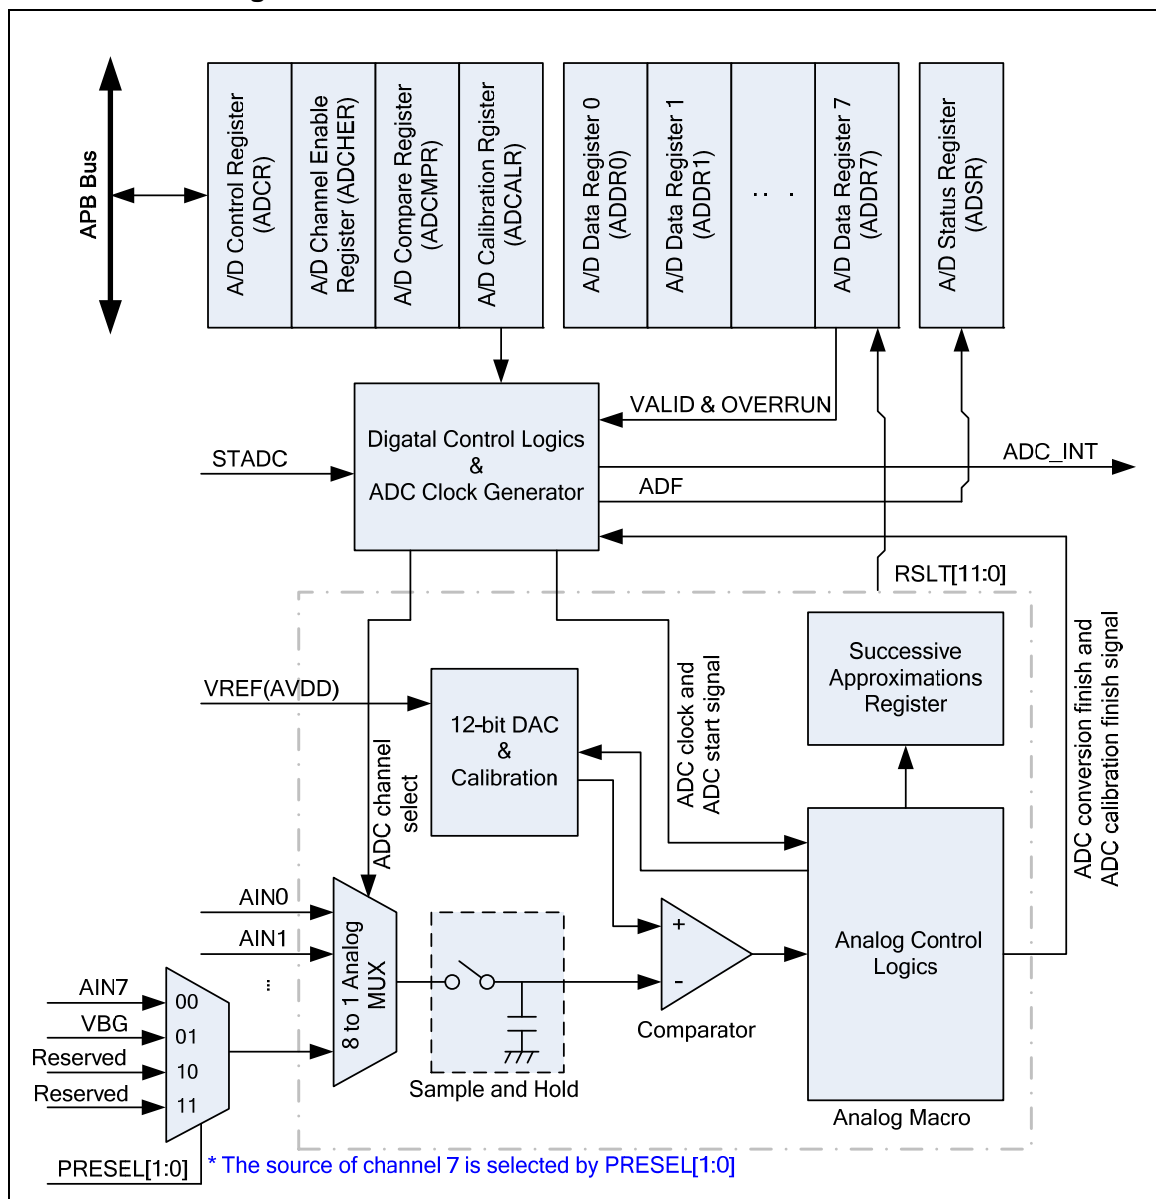 APB Bus
A/D Control Register
(ADCR)
A/D Channel Enable
Register (ADCHER)
A/D Compare Register
(ADCMPR)
A/D Calibration Rgister
(ADCALR)
A/D Data Register 0
(ADDR0)
A/D Data Register 1
(ADDR1)
.. .
A/D Data Register 7
(ADDR7)
A/D Status Register
(ADSR)
VALID & OVERRUN
Digatal Control Logics
&
ADC Clock Generator
STADC
ADC_INT
ADF
RSLT[11:0]
Successive
Approximations
Register
VREF(AVDD)
12-bit DAC
&
Calibration
ADC channel
select
ADC clock and
ADC start signal
ADC conversion finish and
ADC calibration finish signal
AIN0
AIN1
...
8 to 1 Analog
MUX
+
-
Comparator
Analog Control
Logics
AIN7
00
VBG
01
Reserved
10
Reserved
11
Sample and Hold
Analog Macro
PRESEL[1:0]
* The source of channel 7 is selected by PRESEL[1:0]